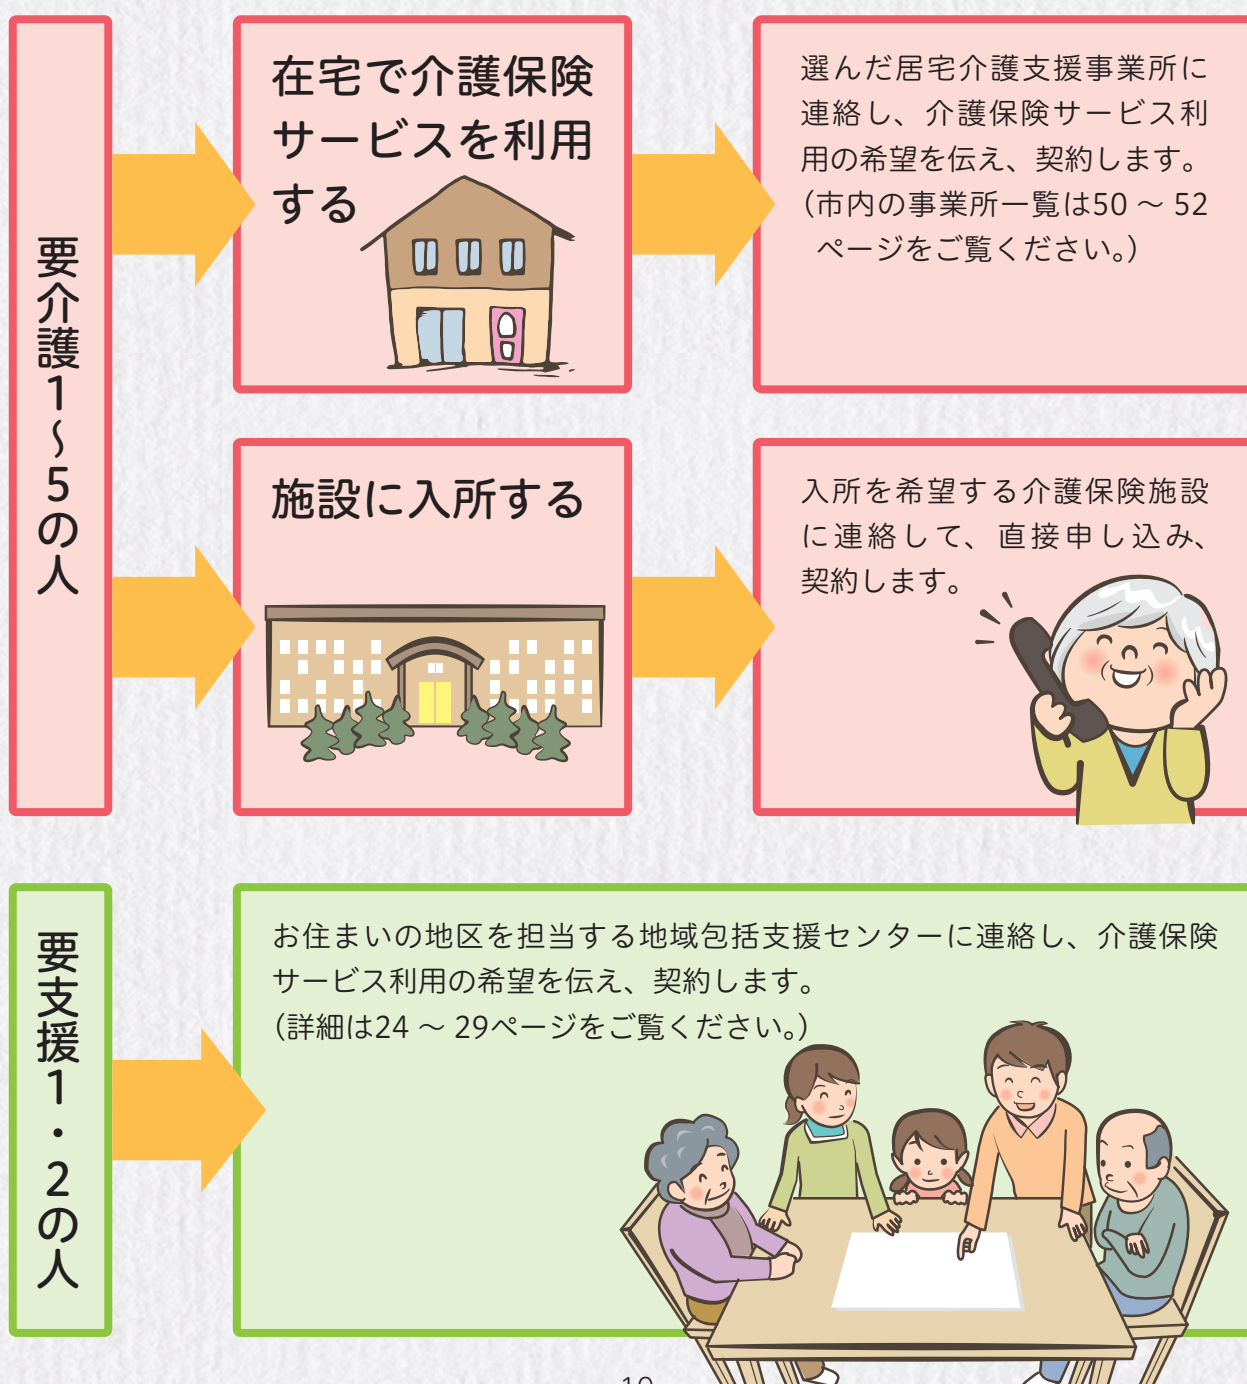 要介護1〜5の人
在宅で介護保険
サービスを利用
する
選んだ居宅介護支援事業所に
連絡し、介護保険サービス利
用の希望を伝え、契約します。
（市内の事業所一覧は50 〜 52
ページをご覧ください。）
施設に入所する
入所を希望する介護保険施設
に連絡して、直接申し込み、
契約します。
要支援1・2の人
お住まいの地区を担当する地域包括支援センターに連絡し、介護保険
サービス利用の希望を伝え、契約します。
（詳細は24 〜 29ページをご覧ください。）